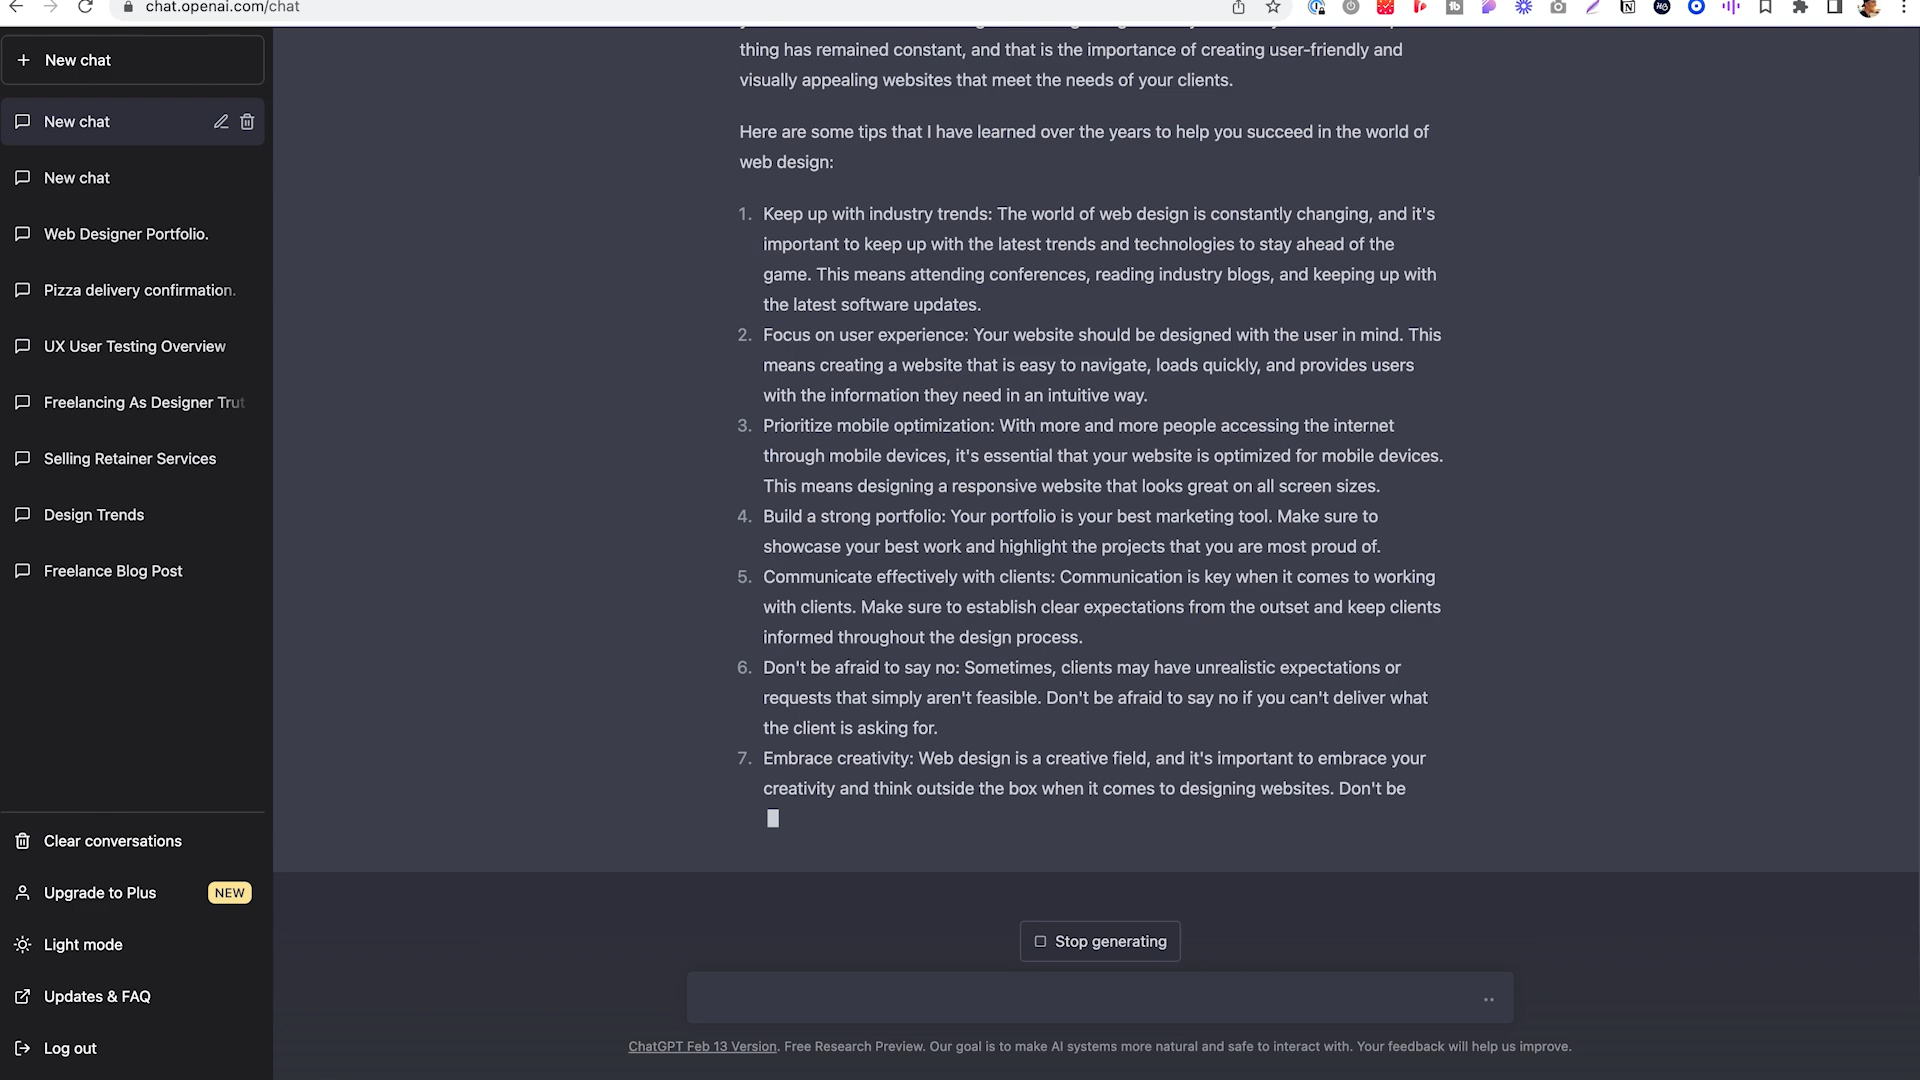 chat.openai.com/chat
New chat
New chat
New chat
Web Designer Portfolio.
Pizza delivery confirmation.
UX User Testing Overview
Freelancing As Designer Trut
Selling Retainer Services
Design Trends
Freelance Blog Post
Clear conversations
Upgrade to Plus NEW
Light mode
Updates & FAQ
Log out
thing has remained constant, and that is the importance of creating user-friendly and
visually appealing websites that meet the needs of your clients.
Here are some tips that I have learned over the years to help you succeed in the world of
web design:
1. Keep up with industry trends: The world of web design is constantly changing, and it's
important to keep up with the latest trends and technologies to stay ahead of the
game. This means attending conferences, reading industry blogs, and keeping up with
the latest software updates.
2. Focus on user experience: Your website should be designed with the user in mind. This
means creating a website that is easy to navigate, loads quickly, and provides users
with the information they need in an intuitive way.
3. Prioritize mobile optimization: With more and more people accessing the internet
through mobile devices, it's essential that your website is optimized for mobile devices.
This means designing a responsive website that looks great on all screen sizes.
4. Build a strong portfolio: Your portfolio is your best marketing tool. Make sure to
showcase your best work and highlight the projects that you are most proud of.
5. Communicate effectively with clients: Communication is key when it comes to working
with clients. Make sure to establish clear expectations from the outset and keep clients
informed throughout the design process.
6. Don't be afraid to say no: Sometimes, clients may have unrealistic expectations or
requests that simply aren't feasible. Don't be afraid to say no if you can't deliver what
the client is asking for.
7. Embrace creativity: Web design is a creative field, and it's important to embrace your
creativity and think outside the box when it comes to designing websites. Don't be
Stop generating
ChatGPT Feb 13 Version. Free Research Preview. Our goal is to make AI systems more natural and safe to interact with. Your feedback will help us improve.